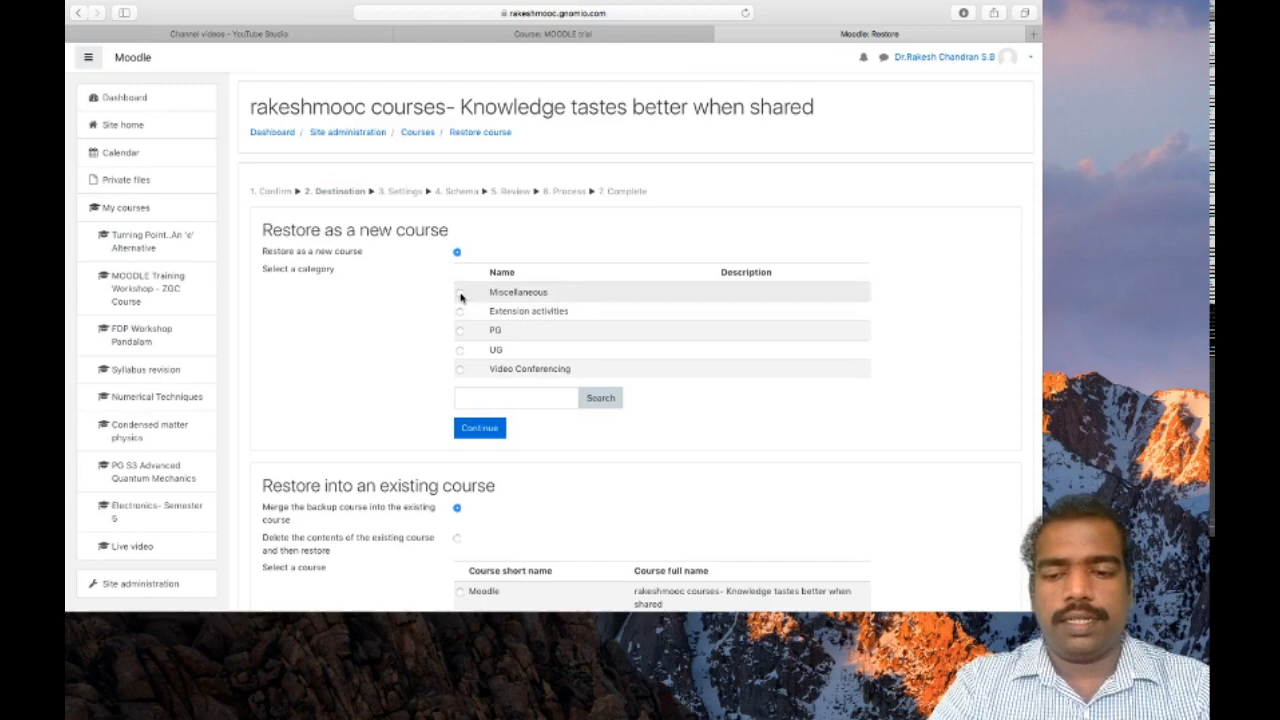 rakeshmooc.gnomio.com
Channel videos - YouTube Studio
Course: MOODLE trial
Moodle: Restore
Moodle
Dr.Rakesh Chandran S.B
Dashboard
Site home
Calendar
Private files
My courses
Turning Point..An 'c'
Alternative
MOODLE Training
Workshop - ZGC
Course
FDP Workshop
Pandalam
Syllabus revision
Numerical Techniques
Condensed matter
physics
PG S3 Advanced
Quantum Mechanics
Electronics- Semester
5
Live video
Site administration
rakeshmooc courses- Knowledge tastes better when shared
Dashboard / Site administration / Courses / Restore course
1. Confirm ► 2. Destination ► 3. Settings ► 4. Schema ► 5. Review ► 6. Process ► 7. Complete
Restore as a new course
Restore as a new course
Select a category
Name Description
Miscellaneous
Extension activities
PG
UG
Video Conferencing
Search
Continue
Restore into an existing course
Merge the backup course into the existing
course
Delete the contents of the existing course
and then restore
Select a course
Course short name Course full name
Moodle rakeshmooc courses- Knowledge tastes better when
shared